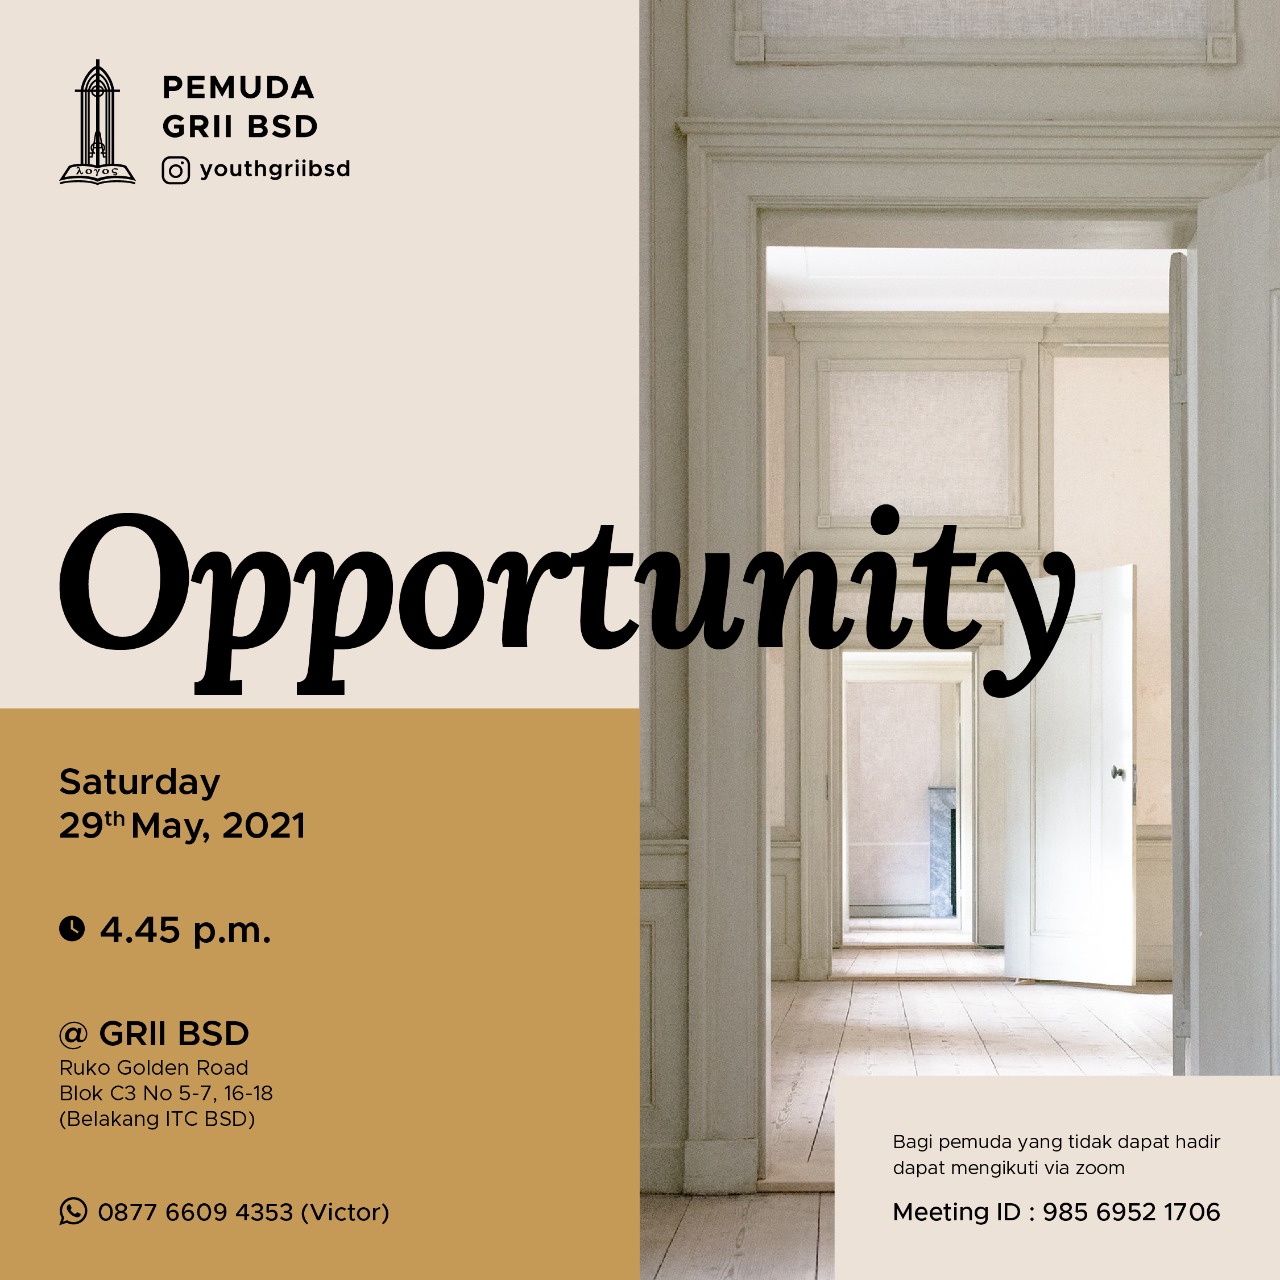 PEMUDA
GRII BSD
youthgriibsd
λογος
Opportunity
Saturday
29th May, 2021
4.45 p.m.
@ GRII BSD
Ruko Golden Road
Blok C3 No 5-7, 16-18
(Belakang ITC BSD)
0877 6609 4353 (Victor)
Bagi pemuda yang tidak dapat hadir
dapat mengikuti via zoom
Meeting ID : 985 6952 1706